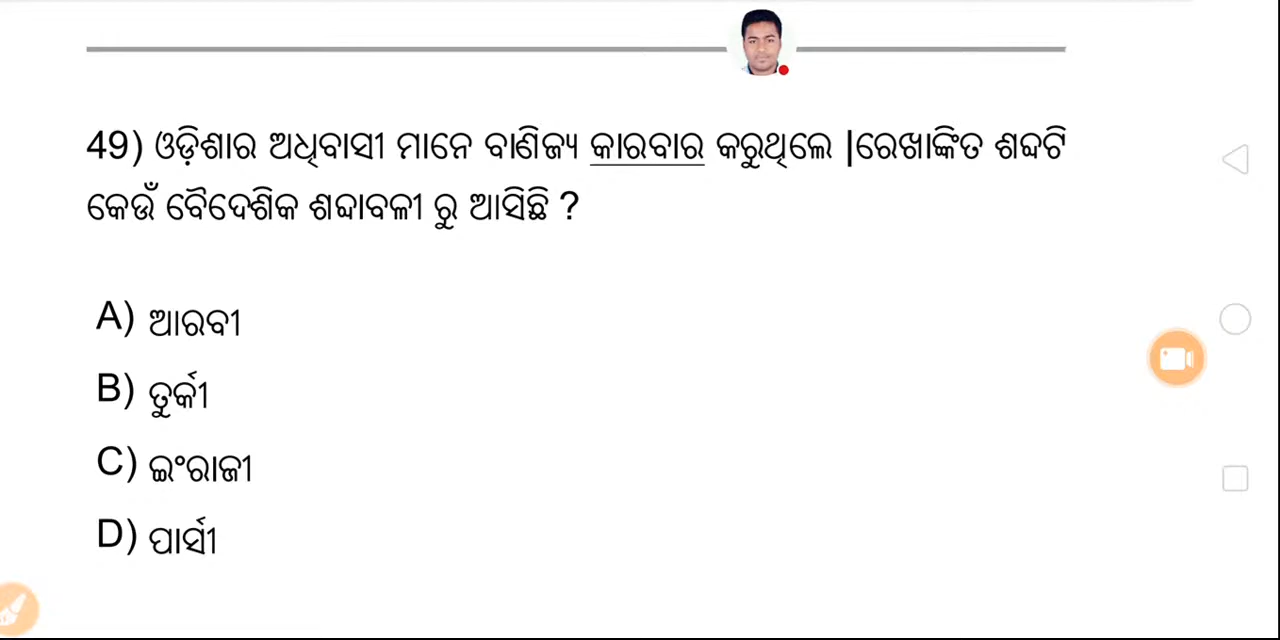 49) ଓଡ଼ିଶାର ଅଧିବାସୀ ମାନେ ବାଣିଜ୍ୟ କାରବାର କରୁଥିଲେ |ରେଖାଙ୍କିତ ଶବ୍ଦଟି
କେଉଁ ବୈଦେଶିକ ଶବ୍ଦାବଳୀ ରୁ ଆସିଛି ?
A) ଆରବୀ
B) ତୁର୍କୀ
C) ଇଂରାଜୀ
D) ପାର୍ସୀ